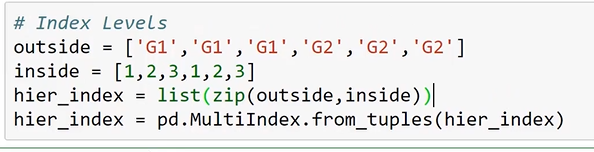 # Index Levels
outside = ['G1','G1','G1','G2','G2','G2']
inside = [1,2,3,1,2,3]
hier_index = list(zip(outside,inside))
hier_index = pd.MultiIndex.from_tuples(hier_index)